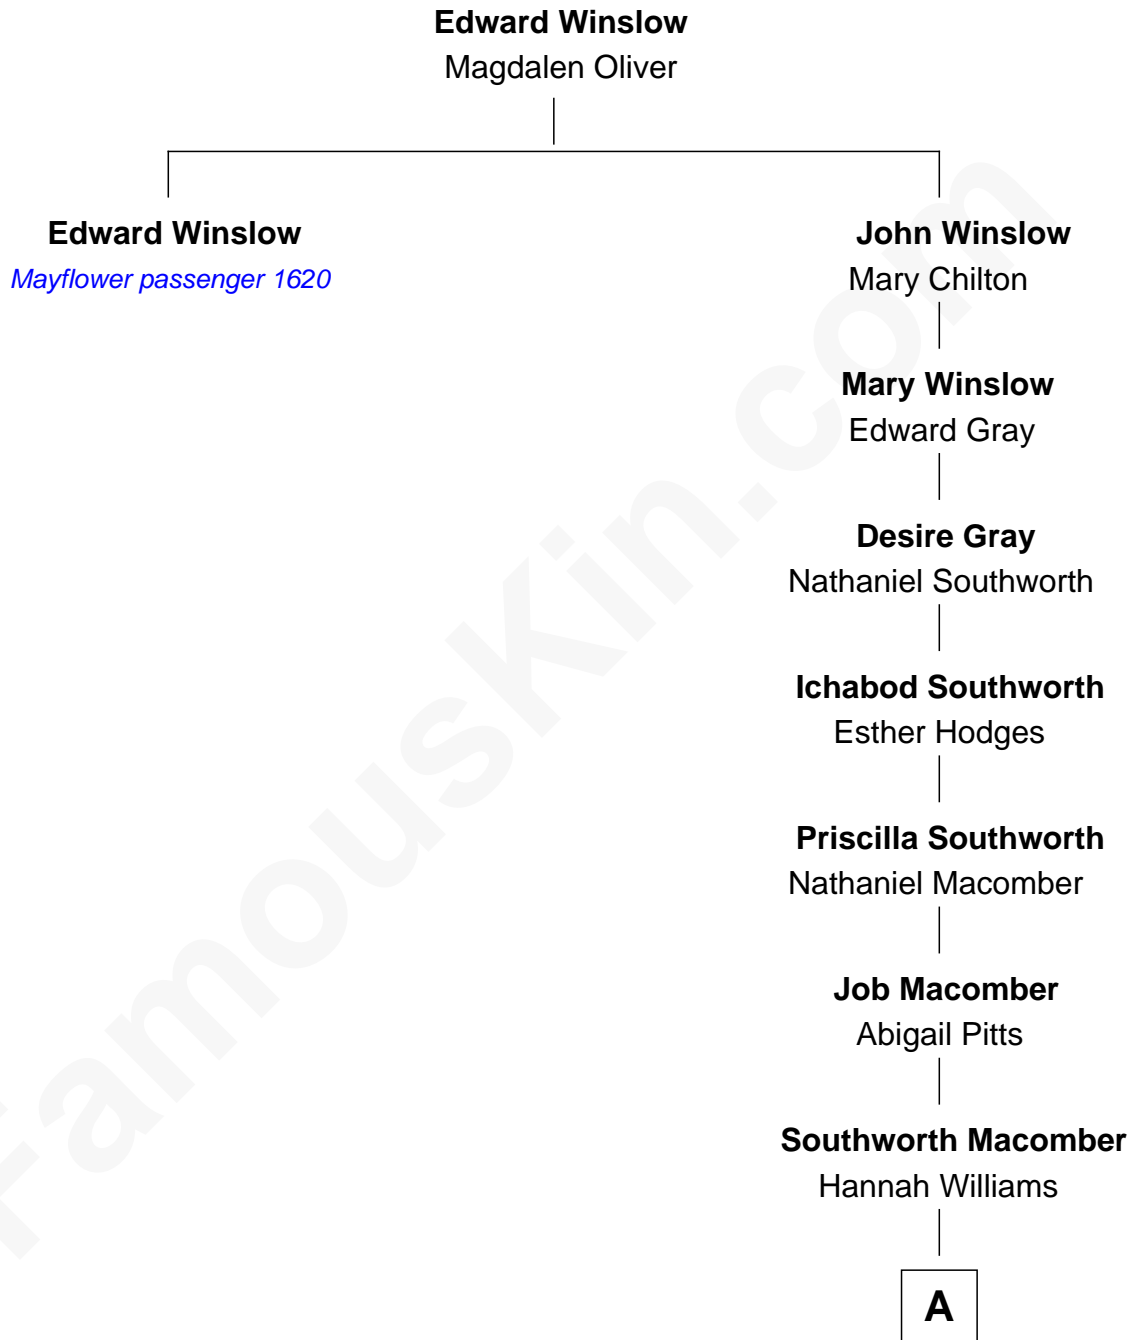 Edward Winslow
Magdalen Oliver
Edward Winslow
Mayflower passenger 1620
John Winslow
Mary Chilton
Mary Winslow
Edward Gray
Desire Gray
Nathaniel Southworth
Ichabod Southworth
Esther Hodges
Priscilla Southworth
Nathaniel Macomber
Job Macomber
Abigail Pitts
Southworth Macomber
Hannah Williams
A
FamousKin.com